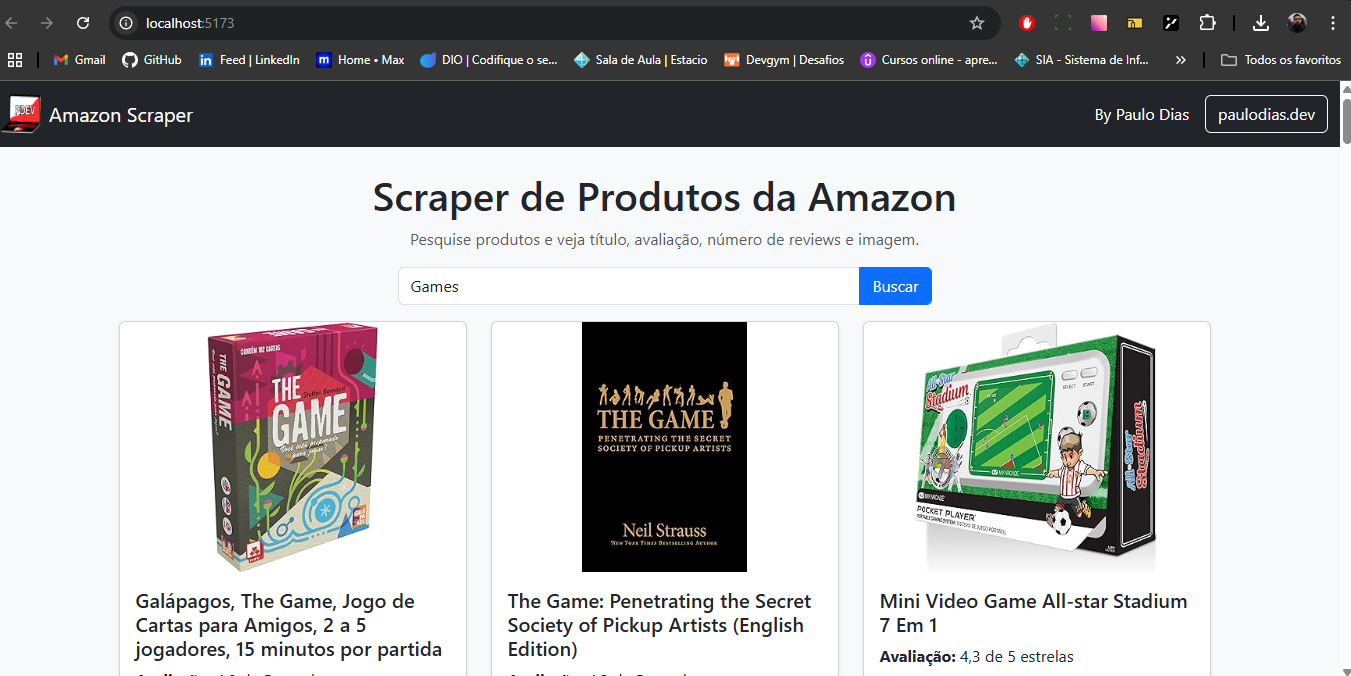 localhost:5173
Gmail
GitHub
Feed | LinkedIn
Home • Max
DIO | Codifique o se...
Sala de Aula | Estacio
Devgym | Desafios
Cursos online - apre...
SIA - Sistema de Inf...
Todos os favoritos
Amazon Scraper
By Paulo Dias
paulodias.dev
Scraper de Produtos da Amazon
Pesquise produtos e veja título, avaliação, número de reviews e imagem.
Games
Buscar
CONTÉM 102 CARTAS
THE GAME
Steffen Benndorf
THE
GAME
Você está preparado
para jogar?
THE GAME
PENETRATING THE SECRET
SOCIETY OF PICKUP ARTISTS
Neil Strauss
NEW YORK TIMES BESTSELLING AUTHOR
All-Star
Stadium
SELECT
START
MY ARCADE
All-Star
Stadium
MY ARCADE
POCKET PLAYER
Galápagos, The Game, Jogo de
Cartas para Amigos, 2 a 5
jogadores, 15 minutos por partida
The Game: Penetrating the Secret
Society of Pickup Artists (English
Edition)
Mini Video Game All-star Stadium
7 Em 1
Avaliação: 4,3 de 5 estrelas